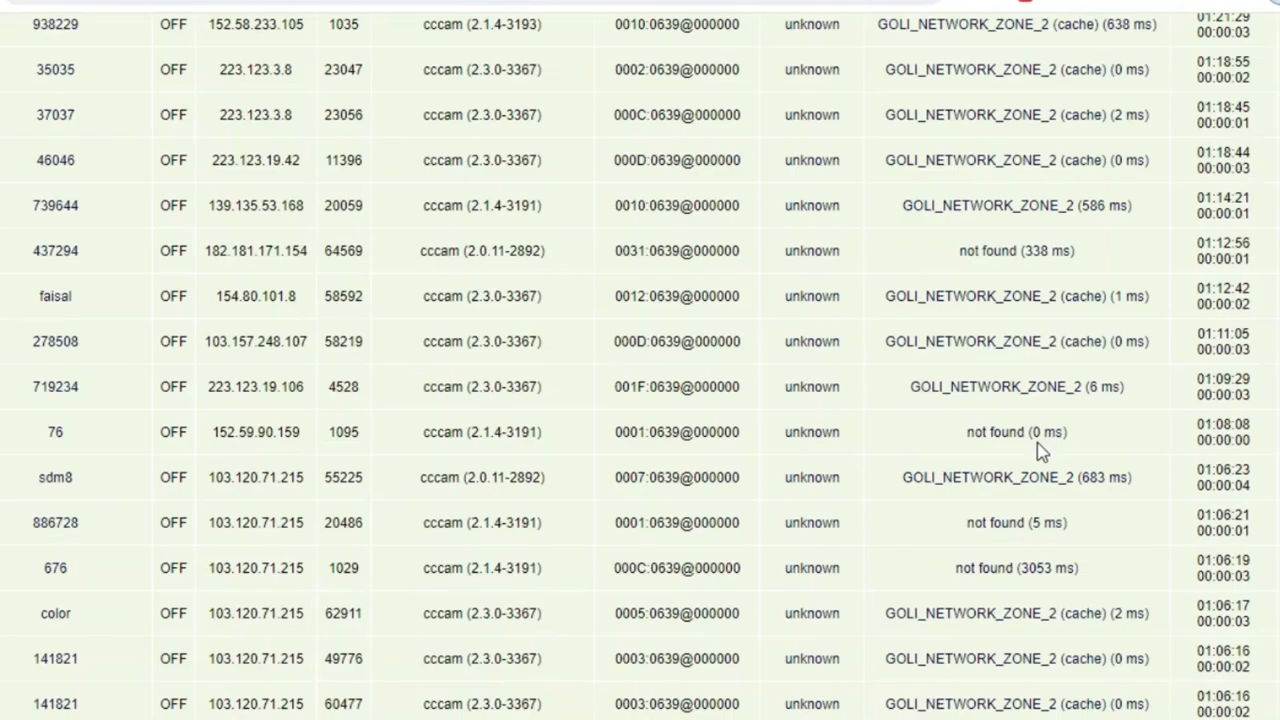 938229 OFF 152.58.233.105 1035 cccam (2.1.4-3193) 0010:0639@000000 unknown GOLI_NETWORK_ZONE_2 (cache) (638 ms) 01:21:29
00:00:03
35035 OFF 223.123.3.8 23047 cccam (2.3.0-3367) 0002:0639@000000 unknown GOLI_NETWORK_ZONE_2 (cache) (0 ms) 01:18:55
00:00:02
37037 OFF 223.123.3.8 23056 cccam (2.3.0-3367) 000C:0639@000000 unknown GOLI_NETWORK_ZONE_2 (cache) (2 ms) 01:18:45
00:00:01
46046 OFF 223.123.19.42 11396 cccam (2.3.0-3367) 000D:0639@000000 unknown GOLI_NETWORK_ZONE_2 (cache) (0 ms) 01:18:44
00:00:03
739644 OFF 139.135.53.168 20059 cccam (2.1.4-3191) 0010:0639@000000 unknown GOLI_NETWORK_ZONE_2 (586 ms) 01:14:21
00:00:01
437294 OFF 182.181.171.154 64569 cccam (2.0.11-2892) 0031:0639@000000 unknown not found (338 ms) 01:12:56
00:00:01
faisal OFF 154.80.101.8 58592 cccam (2.3.0-3367) 0012:0639@000000 unknown GOLI_NETWORK_ZONE_2 (cache) (1 ms) 01:12:42
00:00:02
278508 OFF 103.157.248.107 58219 cccam (2.3.0-3367) 000D:0639@000000 unknown GOLI_NETWORK_ZONE_2 (cache) (0 ms) 01:11:05
00:00:03
719234 OFF 223.123.19.106 4528 cccam (2.3.0-3367) 001F:0639@000000 unknown GOLI_NETWORK_ZONE_2 (6 ms) 01:09:29
00:00:03
76 OFF 152.59.90.159 1095 cccam (2.1.4-3191) 0001:0639@000000 unknown not found (0 ms) 01:08:08
00:00:00
sdm8 OFF 103.120.71.215 55225 cccam (2.0.11-2892) 0007:0639@000000 unknown GOLI_NETWORK_ZONE_2 (683 ms) 01:06:23
00:00:04
886728 OFF 103.120.71.215 20486 cccam (2.1.4-3191) 0001:0639@000000 unknown not found (5 ms) 01:06:21
00:00:01
676 OFF 103.120.71.215 1029 cccam (2.1.4-3191) 000C:0639@000000 unknown not found (3053 ms) 01:06:19
00:00:03
color OFF 103.120.71.215 62911 cccam (2.3.0-3367) 0005:0639@000000 unknown GOLI_NETWORK_ZONE_2 (cache) (2 ms) 01:06:17
00:00:03
141821 OFF 103.120.71.215 49776 cccam (2.3.0-3367) 0003:0639@000000 unknown GOLI_NETWORK_ZONE_2 (cache) (0 ms) 01:06:16
00:00:02
141821 OFF 103.120.71.215 60477 cccam (2.3.0-3367) 0003:0639@000000 unknown GOLI_NETWORK_ZONE_2 (cache) (0 ms) 01:06:16
00:00:02